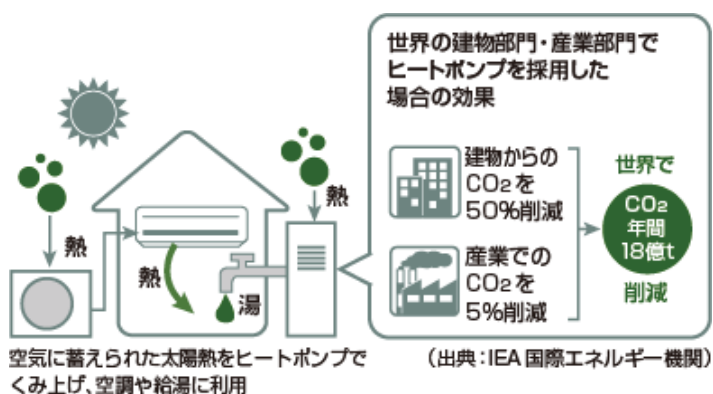 世界の建物部門・産業部門で
ヒートポンプを採用した
場合の効果
建物からの
CO2を
50%削減
産業での
CO2を
5%削減
世界で
CO2
年間
18億t
削減
熱
熱
熱
湯
空気に蓄えられた太陽熱をヒートポンプで
くみ上げ、空調や給湯に利用
（出典：IEA国際エネルギー機関）